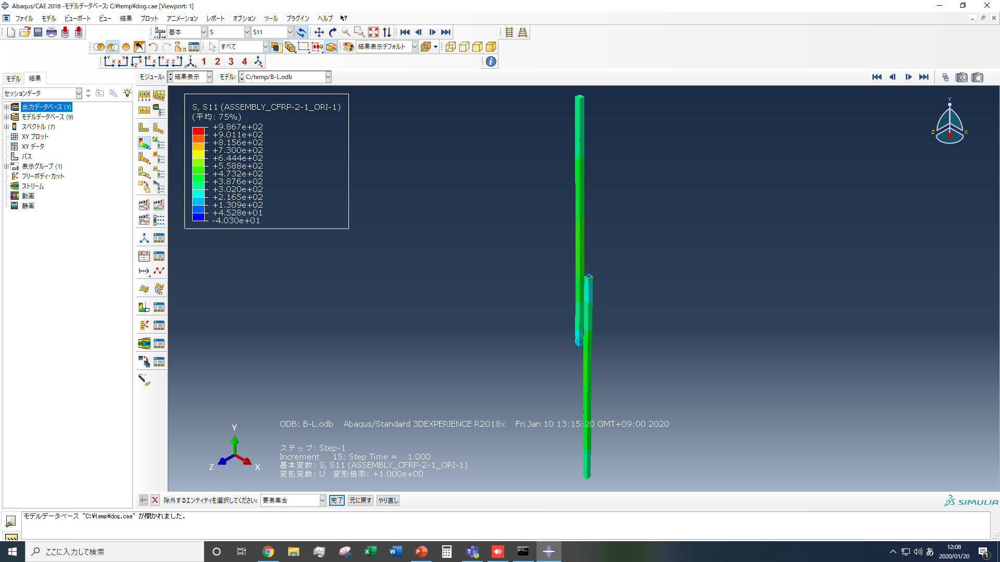 Abaqus/CAE 2018 -モデルデータベース: C:¥temp¥dog.cae [Viewport: 1]
ファイル モデル ビューポート ビュー 結果 プロット アニメーション レポート オプション ツール プラグイン ヘルプ
基本 S S11
すべて 結果表示デフォルト
1 2 3 4
モデル 結果 モジュール: 結果表示 モデル: C:/temp/B-L.odb
セッションデータ
出力データベース (1)
モデルデータベース (9)
スペクトル (7)
XY プロット
XY データ
パス
表示グループ (1)
フリーボディ・カット
ストリーム
動画
静画
S, S11 (ASSEMBLY_CFRP-2-1_ORI-1)
(平均: 75%)
+9.867e+02
+9.011e+02
+8.156e+02
+7.300e+02
+6.444e+02
+5.588e+02
+4.732e+02
+3.876e+02
+3.020e+02
+2.165e+02
+1.309e+02
+4.528e+01
-4.030e+01
Y
Z X
Y
Z X
ODB: B-L.odb Abaqus/Standard 3DEXPERIENCE R2018x Fri Jan 10 13:15:20 GMT+09:00 2020
ステップ: Step-1
Increment 15: Step Time = 1.000
基本変数: S, S11 (ASSEMBLY_CFRP-2-1_ORI-1)
変形変数: U 変形倍率: +1.000e+00
除外するエンティティを選択してください: 要素集合 完了 元に戻す やり直し
SIMULIA
モデルデータベース "C:¥temp¥dog.cae" が開かれました.
ここに入力して検索
あ 12:08
2020/01/20
1